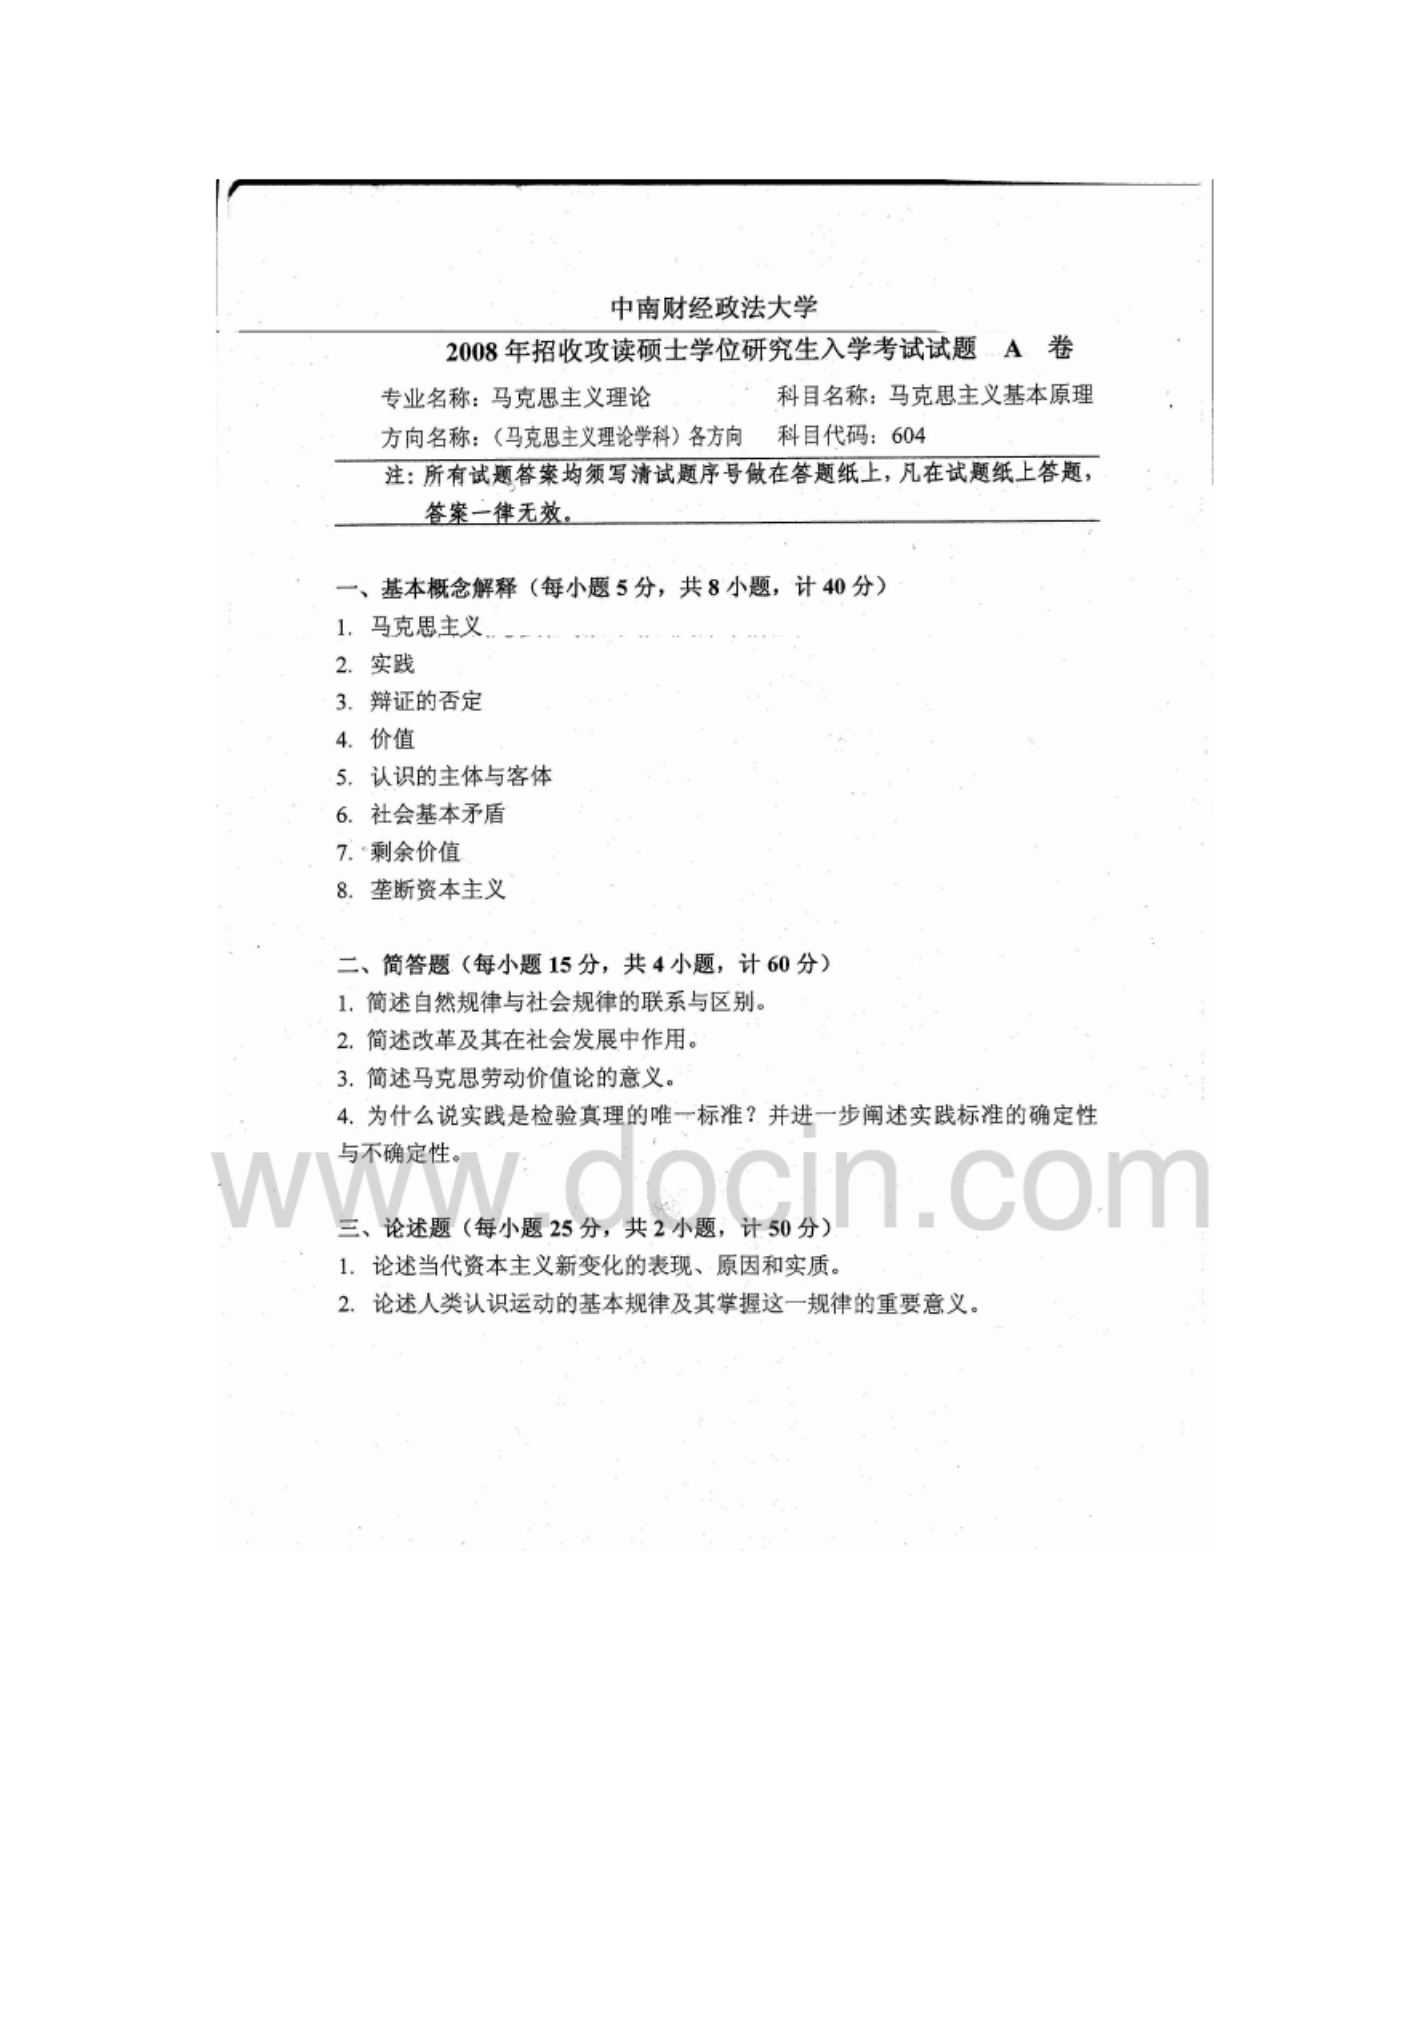 中南财经政法大学
2008 年招收攻读硕士学位研究生入学考试试题 A 卷
专业名称：马克思主义理论 科目名称：马克思主义基本原理
方向名称：（马克思主义理论学科）各方向 科目代码：604
注：所有试题答案均须写清试题序号做在答题纸上，凡在试题纸上答题，
答案一律无效。
一、基本概念解释（每小题 5 分，共 8 小题，计 40 分）
1. 马克思主义
2. 实践
3. 辩证的否定
4. 价值
5. 认识的主体与客体
6. 社会基本矛盾
7. 剩余价值
8. 垄断资本主义
二、简答题（每小题 15 分，共 4 小题，计 60 分）
1. 简述自然规律与社会规律的联系与区别。
2. 简述改革及其在社会发展中作用。
3. 简述马克思劳动价值论的意义。
4. 为什么说实践是检验真理的唯一标准？并进一步阐述实践标准的确定性
与不确定性。
www.docin.com
三、论述题（每小题 25 分，共 2 小题，计 50 分）
1. 论述当代资本主义新变化的表现、原因和实质。
2. 论述人类认识运动的基本规律及其掌握这一规律的重要意义。